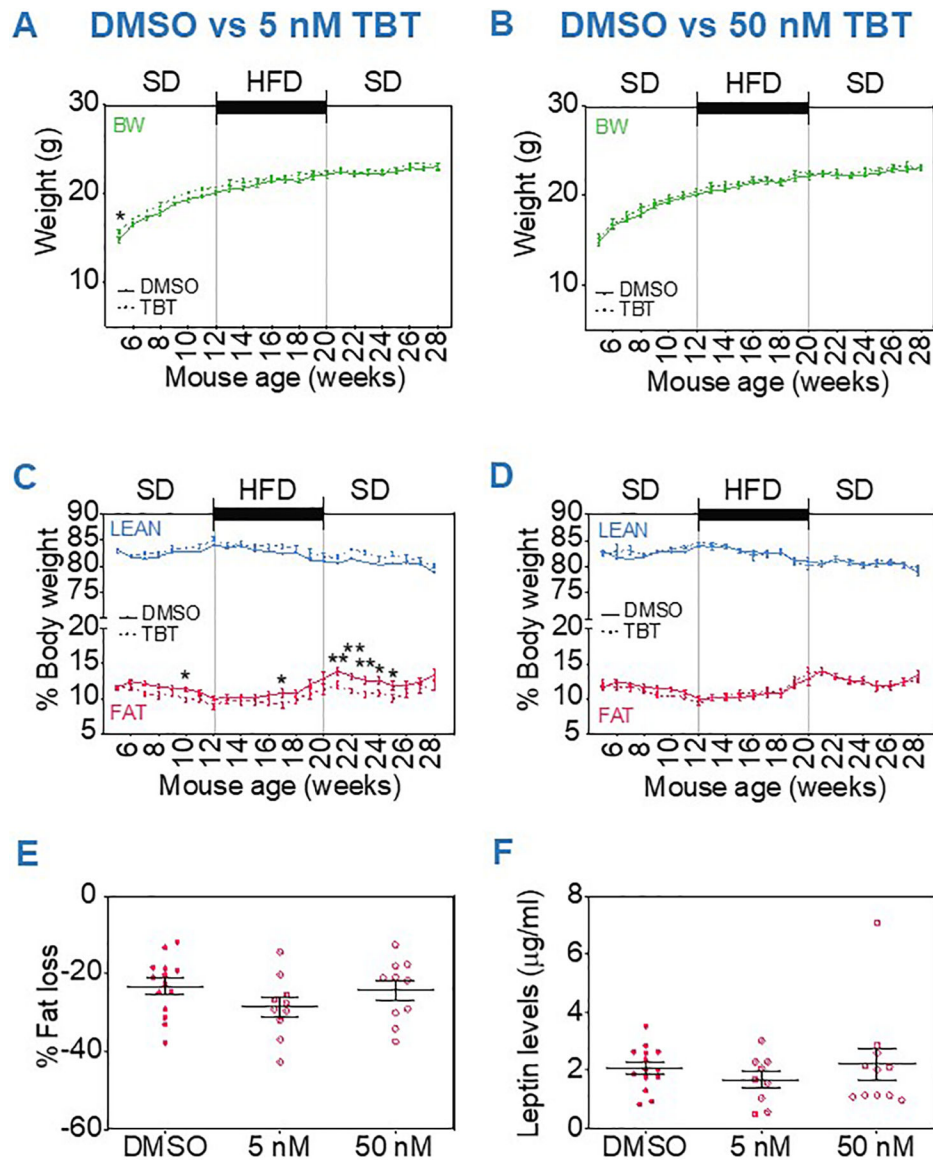 A DMSO vs 5 nM TBT
B DMSO vs 50 nM TBT
SD HFD SD
30
20
10
Weight (g)
BW
DMSO
TBT
6 8 10 12 14 16 18 20 22 24 26 28
Mouse age (weeks)
SD HFD SD
30
20
10
Weight (g)
BW
DMSO
TBT
6 8 10 12 14 16 18 20 22 24 26 28
Mouse age (weeks)
C
SD HFD SD
90
85
80
20
15
10
5
% Body weight
LEAN
DMSO
TBT
* * ** ** ** * *
FAT
6 8 10 12 14 16 18 20 22 24 26 28
Mouse age (weeks)
D
SD HFD SD
90
85
80
20
15
10
5
% Body weight
LEAN
DMSO
TBT
FAT
6 8 10 12 14 16 18 20 22 24 26 28
Mouse age (weeks)
E
0
-20
-40
-60
% Fat loss
DMSO 5 nM 50 nM
F
8
6
4
2
0
Leptin levels (µg/ml)
DMSO 5 nM 50 nM